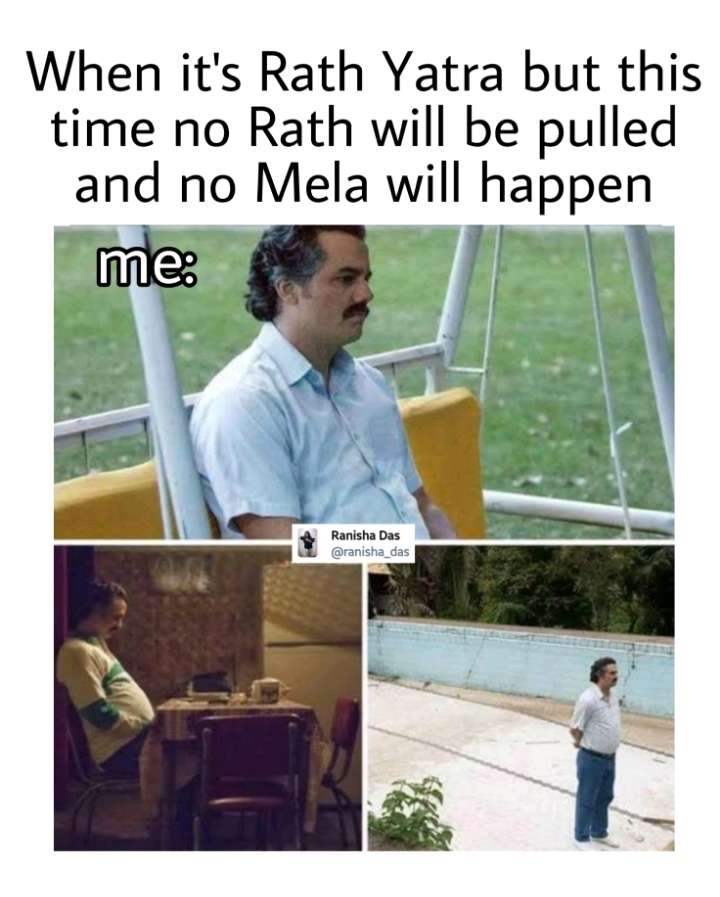 When it's Rath Yatra but this
time no Rath will be pulled
and no Mela will happen
me:
Ranisha Das
@ranisha_das